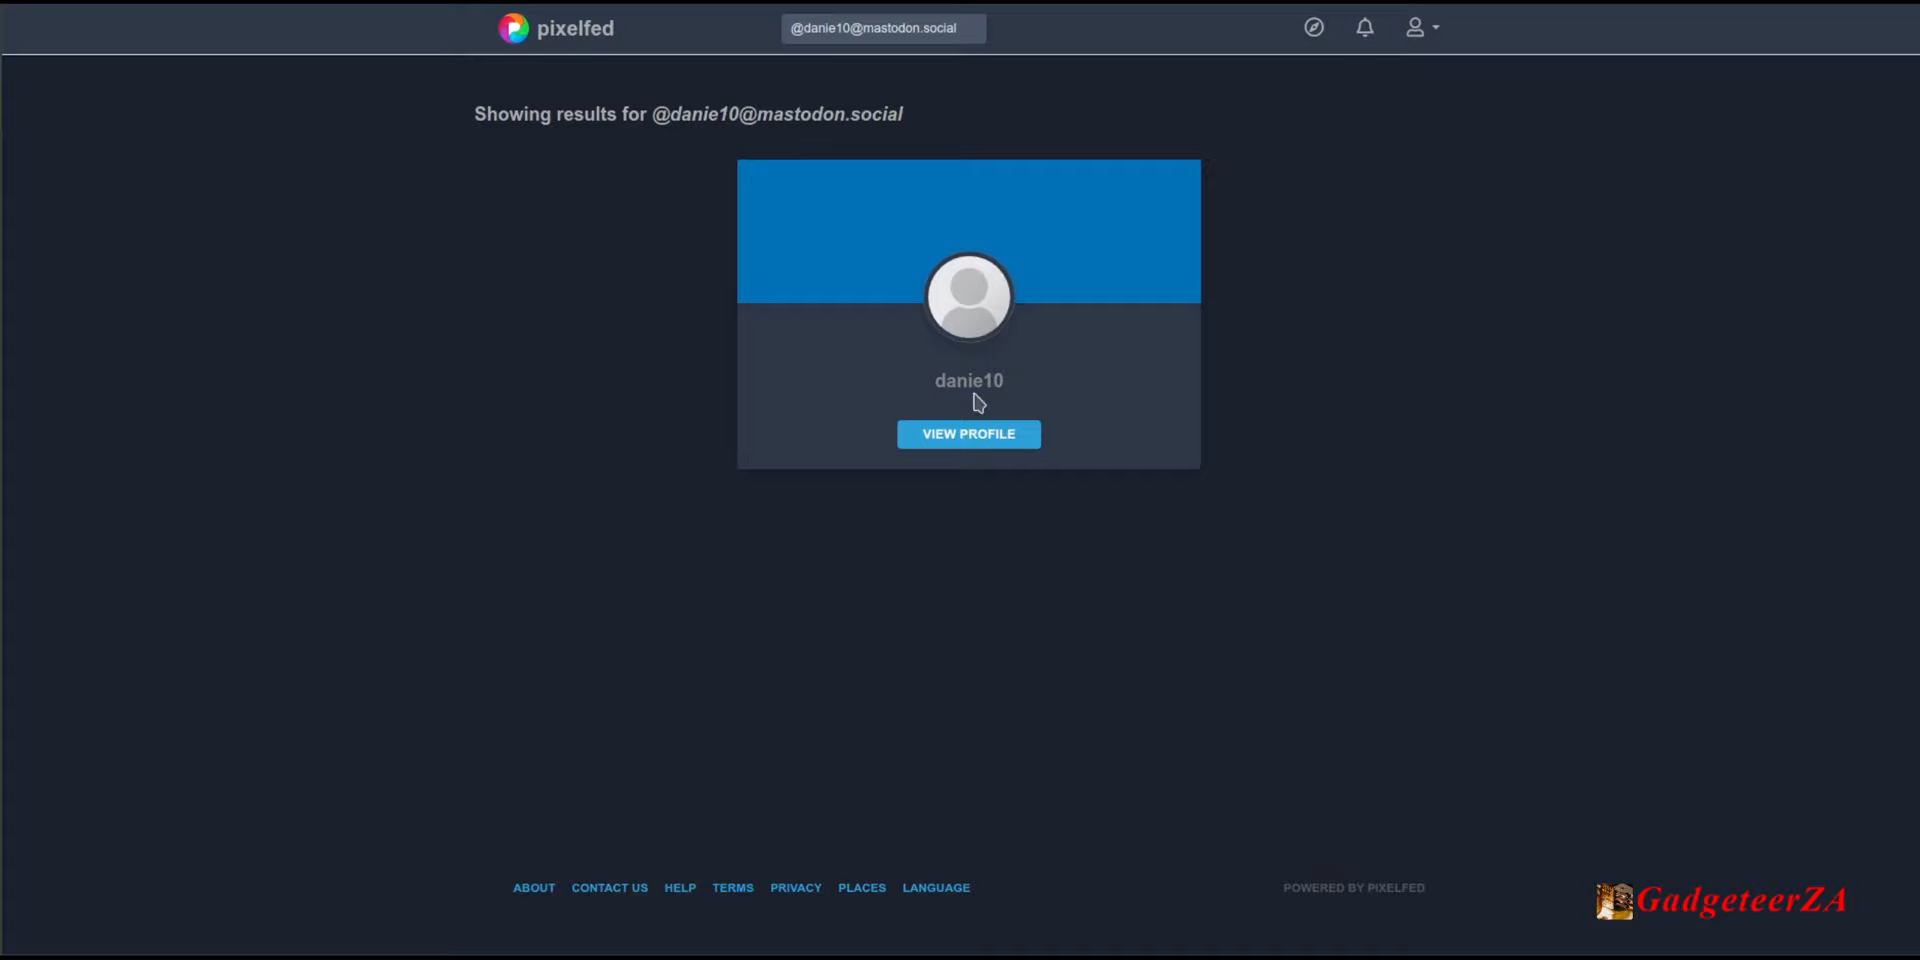 pixelfed
@danie10@mastodon.social
Showing results for @danie10@mastodon.social
danie10
VIEW PROFILE
ABOUT CONTACT US HELP TERMS PRIVACY PLACES LANGUAGE
POWERED BY PIXELFED
GadgeteerZA